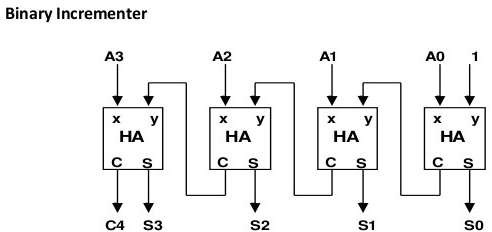 Binary Incrementer
A3 A2 A1 A0 1
x y x y x y x y
HA HA HA HA
C S C S C S C S
C4 S3 S2 S1 S0